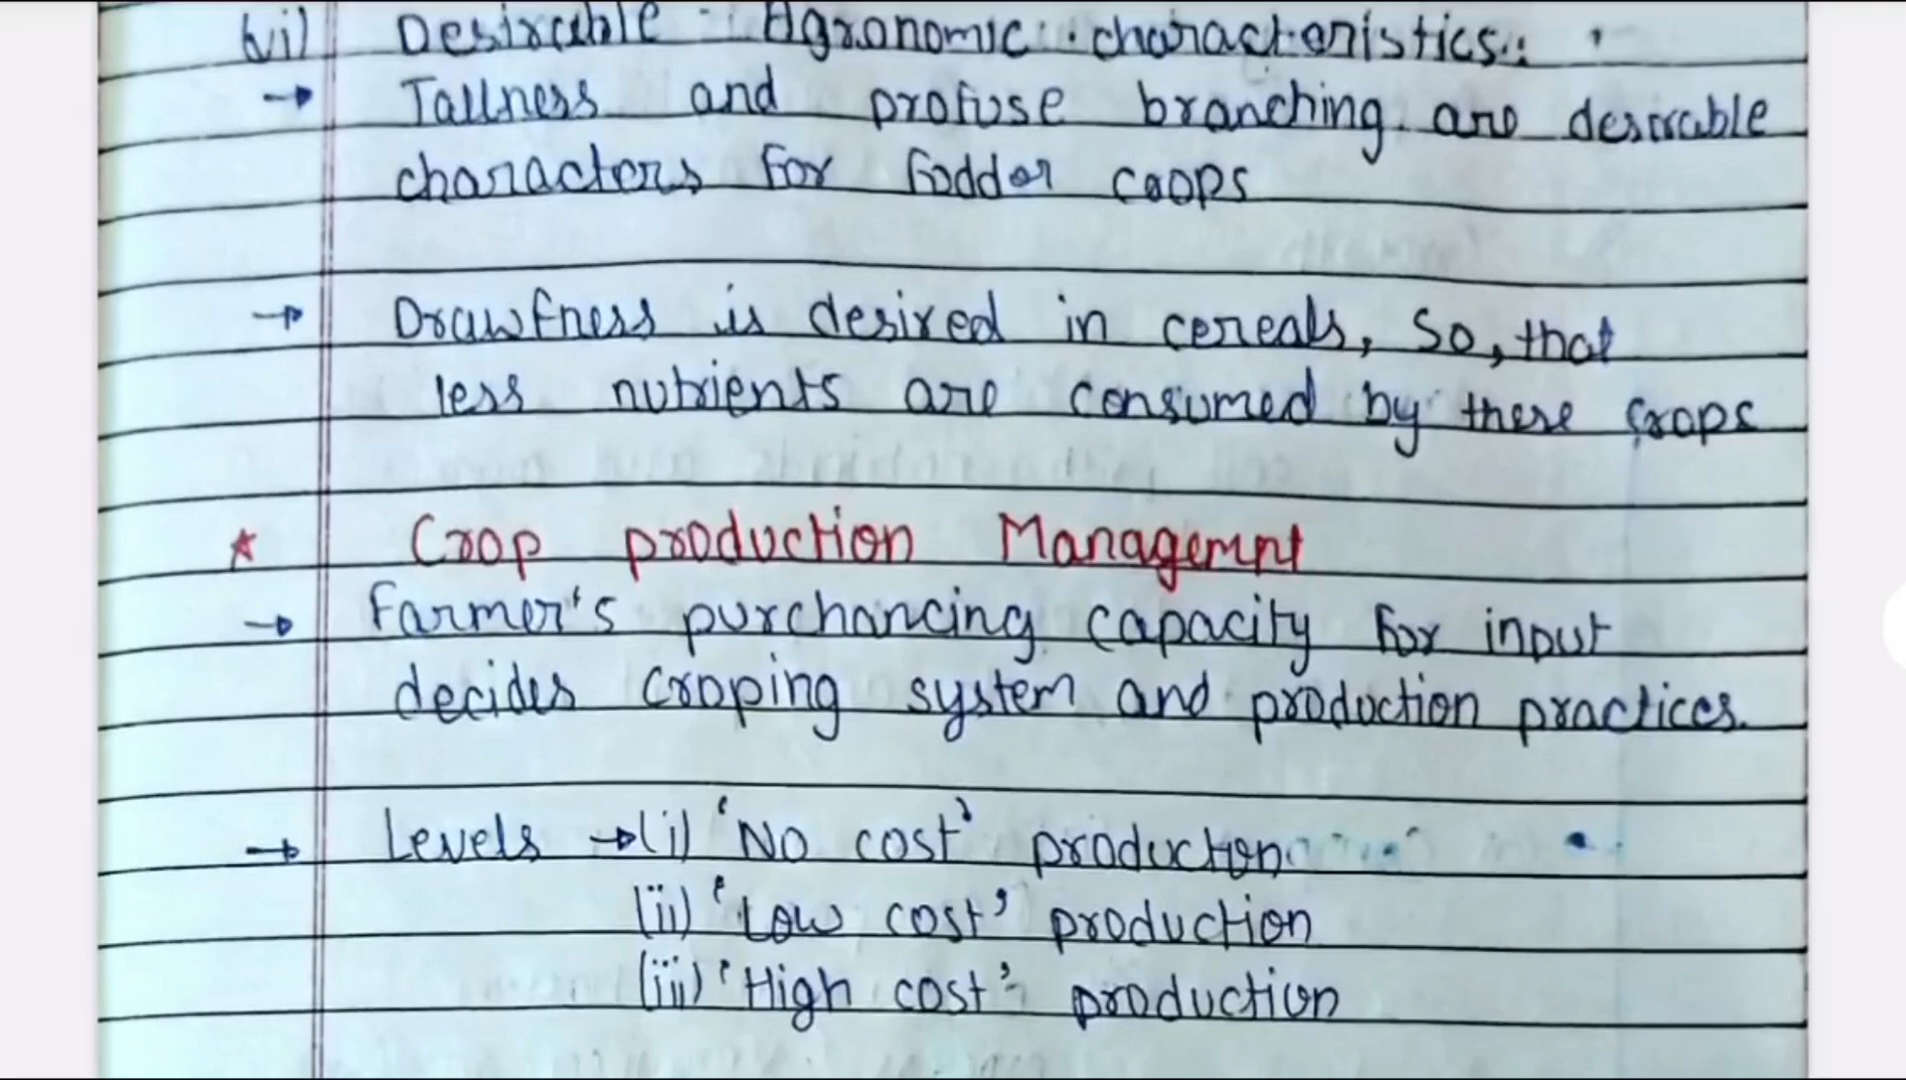 (vi) Desirable Agronomic characteristics:
→ Tallness and profuse branching are desirable
characters for fodder crops
→ Drawfness is desired in cereals, so, that
less nutrients are consumed by these crops
* Crop production Management
→ Farmer's purchancing capacity for input
decides croping system and production practices.
→ Levels → (i) 'No cost' production
(ii) 'Low cost' production
(iii) 'High cost' production